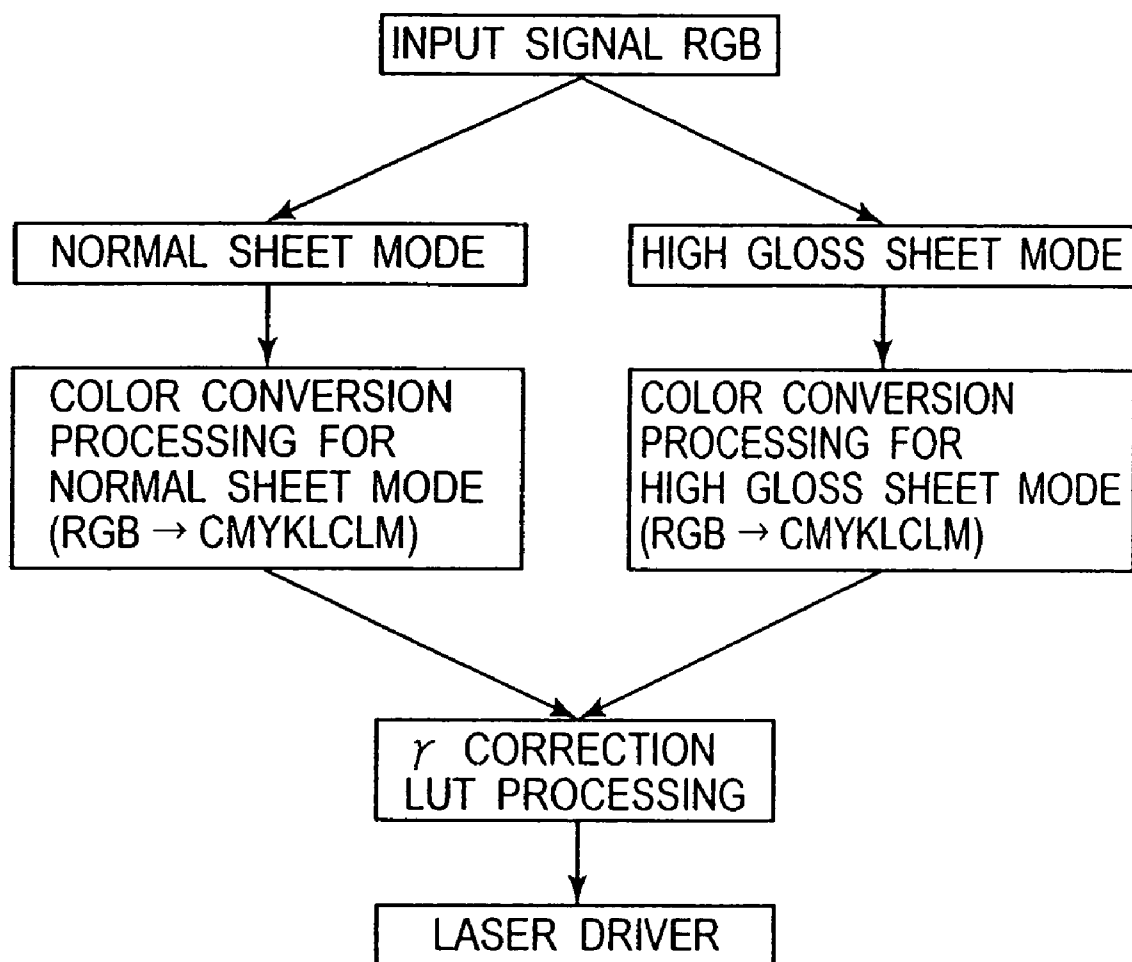 INPUT SIGNAL RGB
NORMAL SHEET MODE
HIGH GLOSS SHEET MODE
COLOR CONVERSION
PROCESSING FOR
NORMAL SHEET MODE
(RGB → CMYKLCLM)
COLOR CONVERSION
PROCESSING FOR
HIGH GLOSS SHEET MODE
(RGB → CMYKLCLM)
γ CORRECTION
LUT PROCESSING
LASER DRIVER